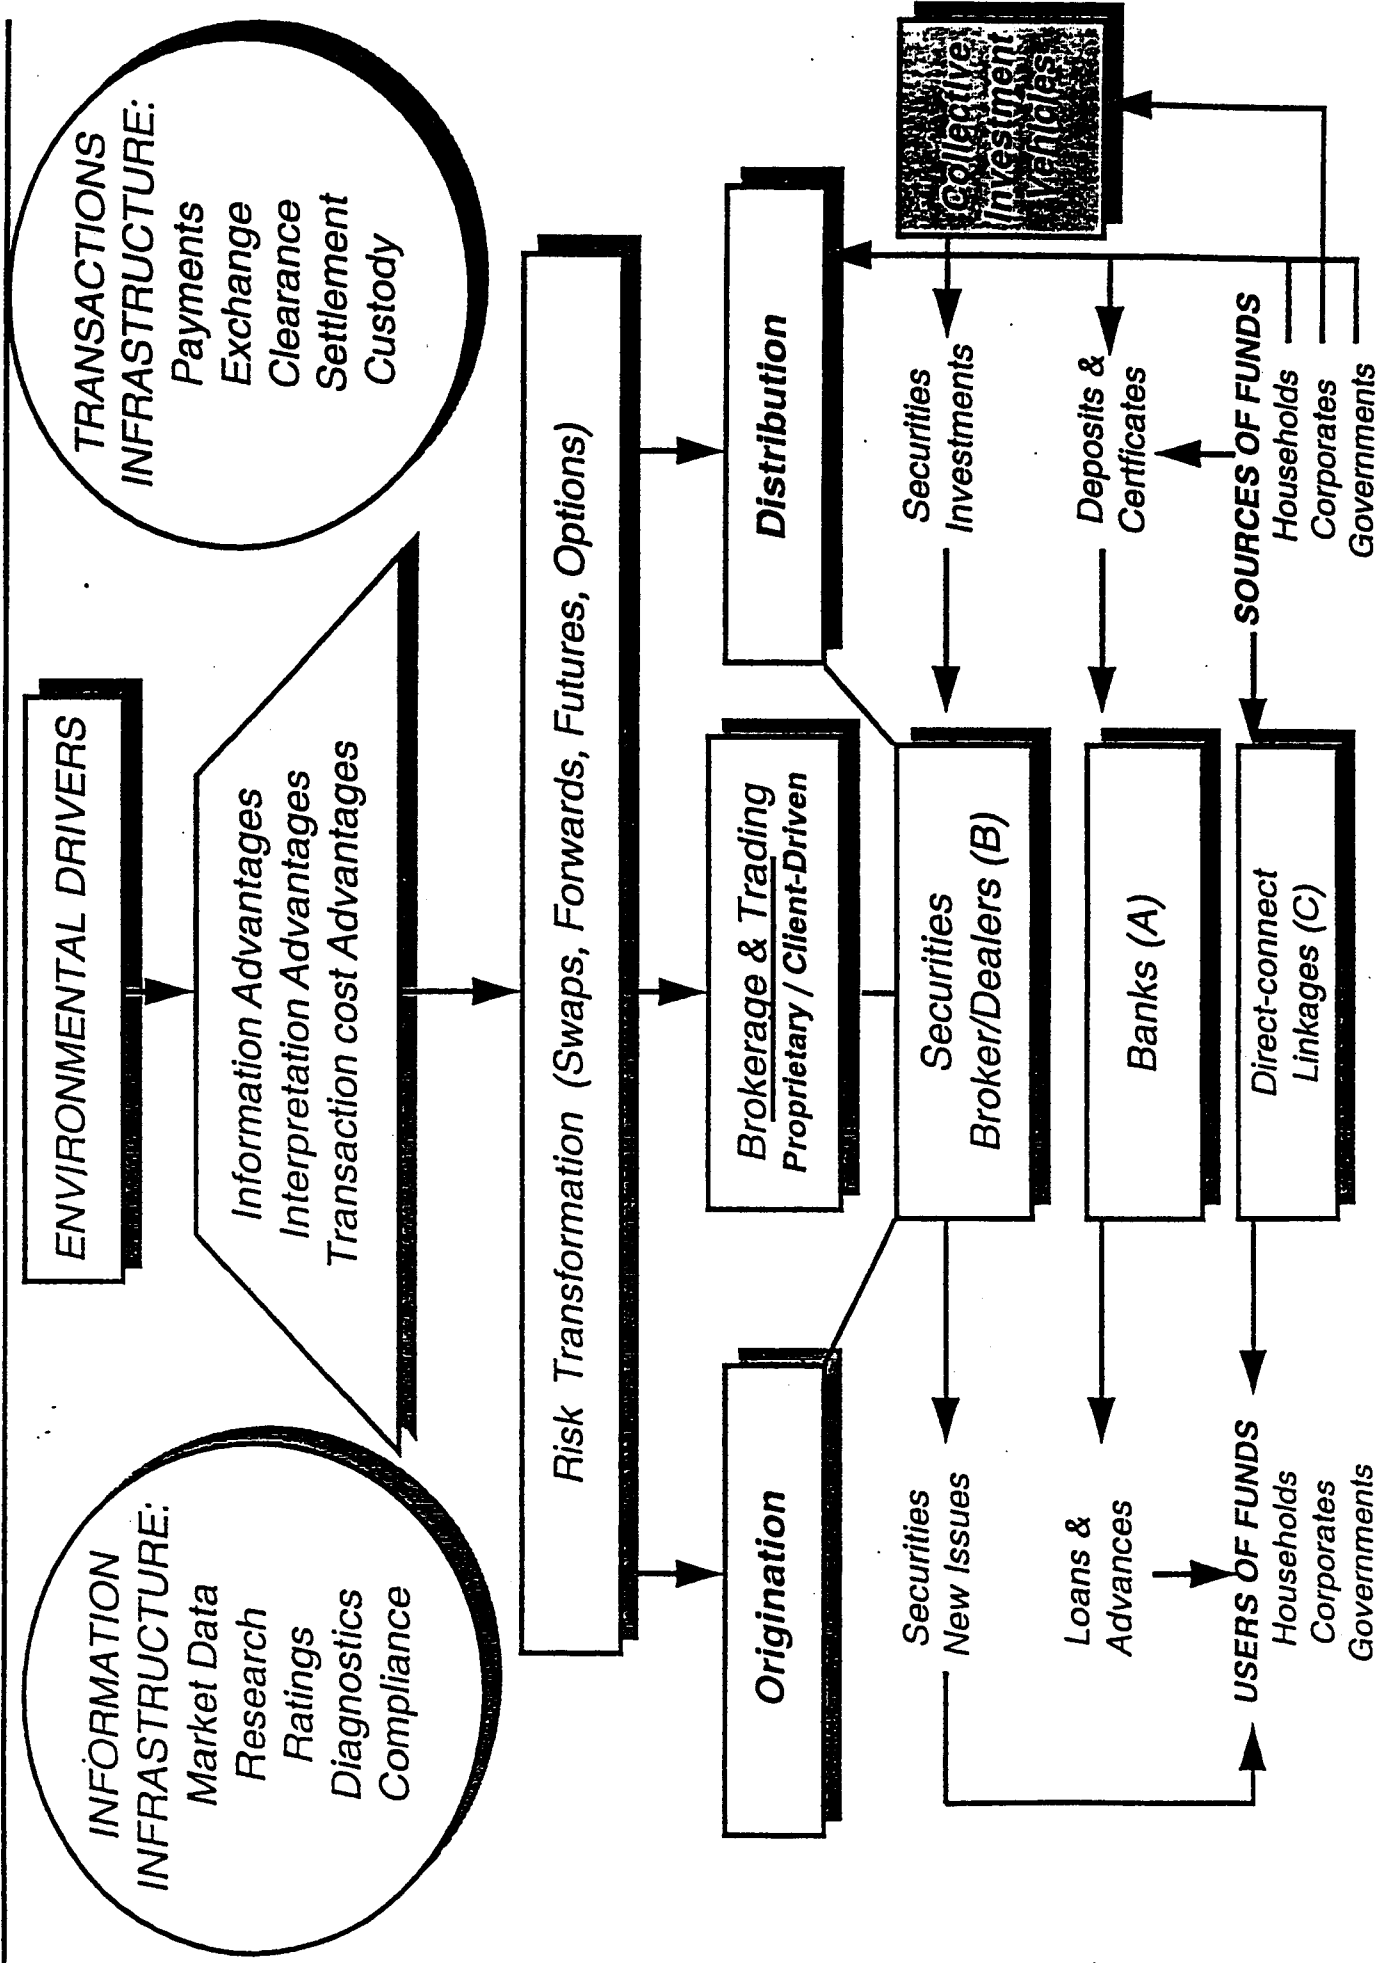 ENVIRONMENTAL DRIVERS
INFORMATION
INFRASTRUCTURE:
Market Data
Research
Ratings
Diagnostics
Compliance
Information Advantages
Interpretation Advantages
Transaction cost Advantages
TRANSACTIONS
INFRASTRUCTURE:
Payments
Exchange
Clearance
Settlement
Custody
Risk Transformation (Swaps, Forwards, Futures, Options)
Origination
Brokerage & Trading
Proprietary / Client-Driven
Distribution
Securities
New Issues
Securities
Broker/Dealers (B)
Securities
Investments
Collective
Investment
Vehicles
Loans &
Advances
Banks (A)
Deposits &
Certficates
USERS OF FUNDS
Households
Corporates
Governments
Direct-connect
Linkages (C)
SOURCES OF FUNDS
Households
Corporates
Governments